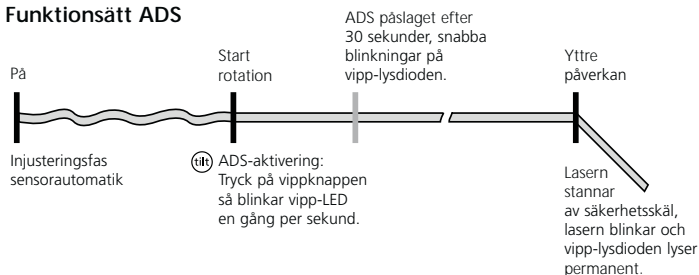 Funktionsätt ADS
På
Injusteringsfas
sensorautomatik
Start
rotation
tilt
ADS-aktivering:
Tryck på vippknappen
så blinkar vipp-LED
en gång per sekund.
ADS påslaget efter
30 sekunder, snabba
blinkningar på
vipp-lysdioden.
Yttre
påverkan
Lasern
stannar
av säkerhetsskäl,
lasern blinkar och
vipp-lysdioden lyser
permanent.